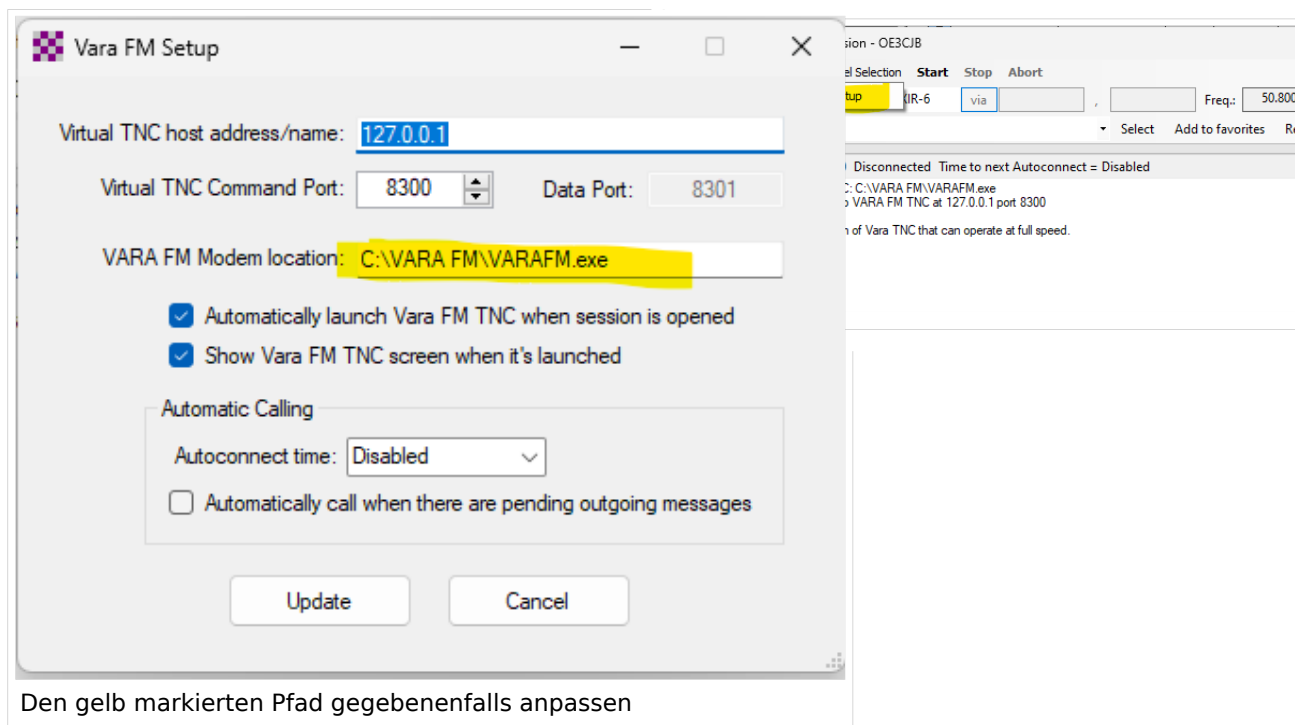 Vara FM Setup
Virtual TNC host address/name: 127.0.0.1
Virtual TNC Command Port: 8300 Data Port: 8301
VARA FM Modem location: C:\VARA FM\VARAFM.exe
Automatically launch Vara FM TNC when session is opened
Show Vara FM TNC screen when it's launched
Automatic Calling
Autoconnect time: Disabled
Automatically call when there are pending outgoing messages
Update Cancel
Den gelb markierten Pfad gegebenenfalls anpassen
sion - OE3CJB
el Selection Start Stop Abort
tup XIR-6 via , Freq.: 50.800
Select Add to favorites Re
Disconnected Time to next Autoconnect = Disabled
C: C:\VARA FM\VARAFM.exe
o VARA FM TNC at 127.0.0.1 port 8300
n of Vara TNC that can operate at full speed.